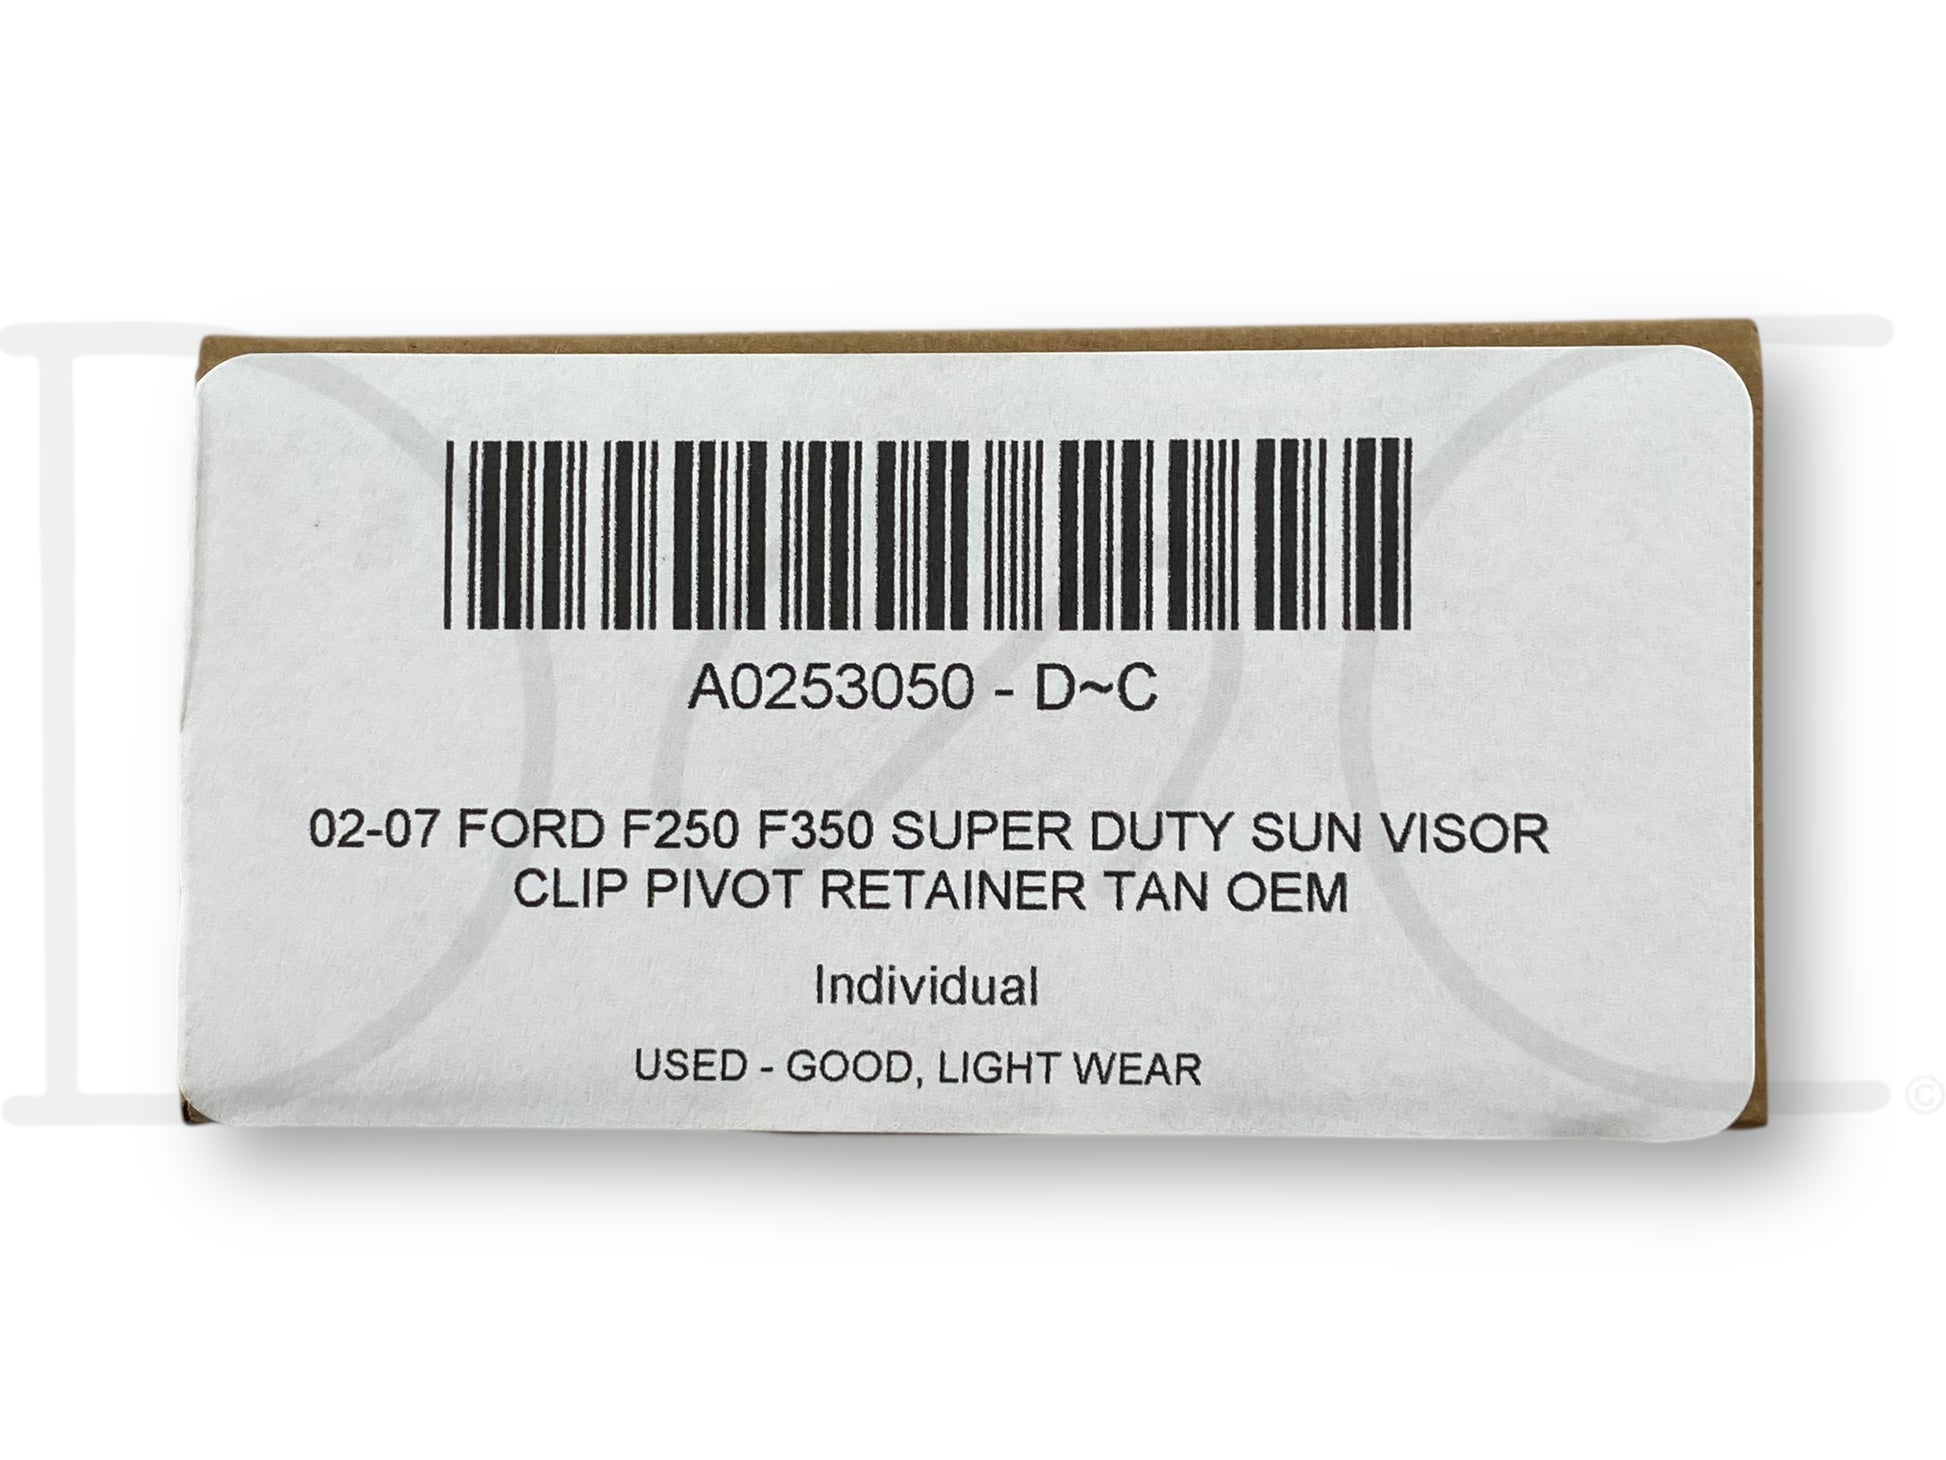 A0253050 - D~C
02-07 FORD F250 F350 SUPER DUTY SUN VISOR
CLIP PIVOT RETAINER TAN OEM
Individual
USED - GOOD, LIGHT WEAR
©